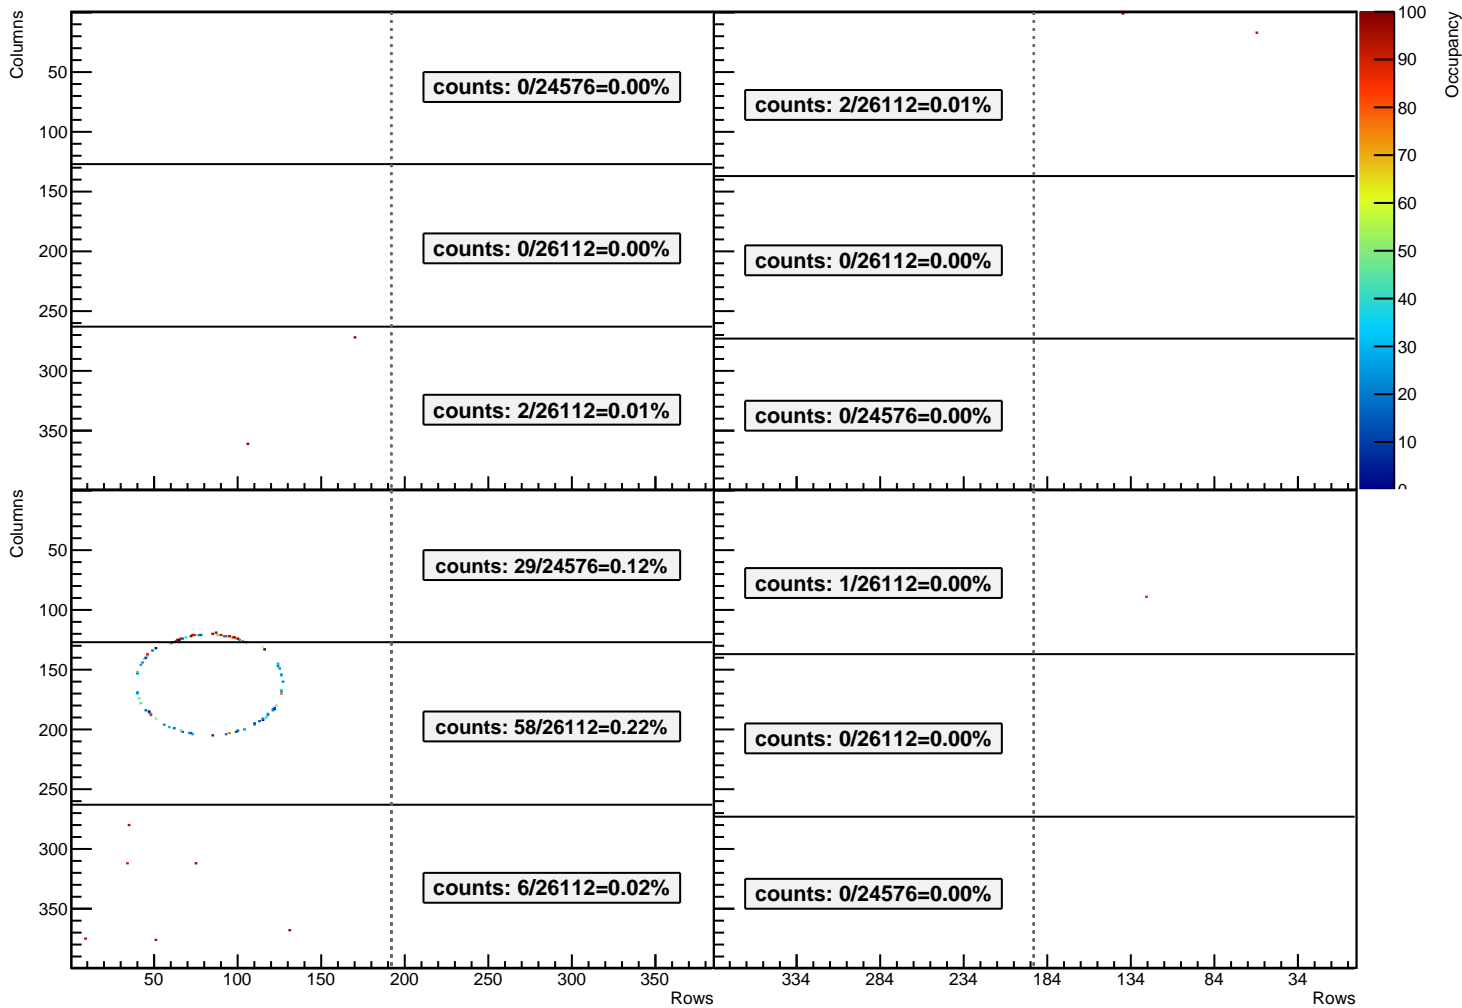 Columns
50
100
150
200
250
300
350
counts: 0/24576=0.00%
counts: 0/26112=0.00%
counts: 2/26112=0.01%
counts: 2/26112=0.01%
counts: 0/26112=0.00%
counts: 0/24576=0.00%
100
90
80
70
60
50
40
30
20
10
0
Occupancy
Columns
50
100
150
200
250
300
350
counts: 29/24576=0.12%
counts: 58/26112=0.22%
counts: 6/26112=0.02%
50 100 150 200 250 300 350
Rows
counts: 1/26112=0.00%
counts: 0/26112=0.00%
counts: 0/24576=0.00%
334 284 234 184 134 84 34
Rows